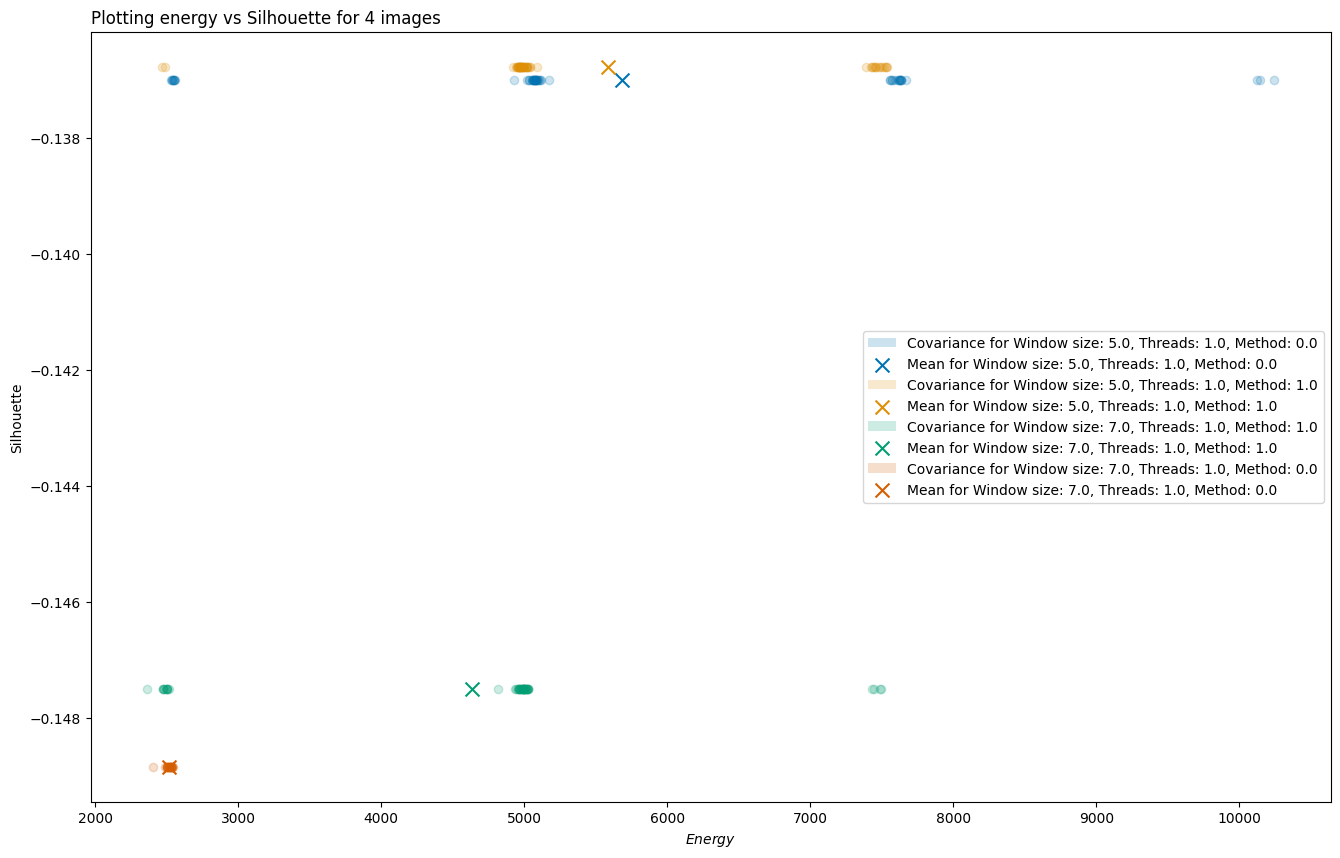 Plotting energy vs Silhouette for 4 images
−0.138
−0.140
−0.142
−0.144
−0.146
−0.148
Silhouette
Covariance for Window size: 5.0, Threads: 1.0, Method: 0.0
Mean for Window size: 5.0, Threads: 1.0, Method: 0.0
Covariance for Window size: 5.0, Threads: 1.0, Method: 1.0
Mean for Window size: 5.0, Threads: 1.0, Method: 1.0
Covariance for Window size: 7.0, Threads: 1.0, Method: 1.0
Mean for Window size: 7.0, Threads: 1.0, Method: 1.0
Covariance for Window size: 7.0, Threads: 1.0, Method: 0.0
Mean for Window size: 7.0, Threads: 1.0, Method: 0.0
2000 3000 4000 5000 6000 7000 8000 9000 10000
Energy